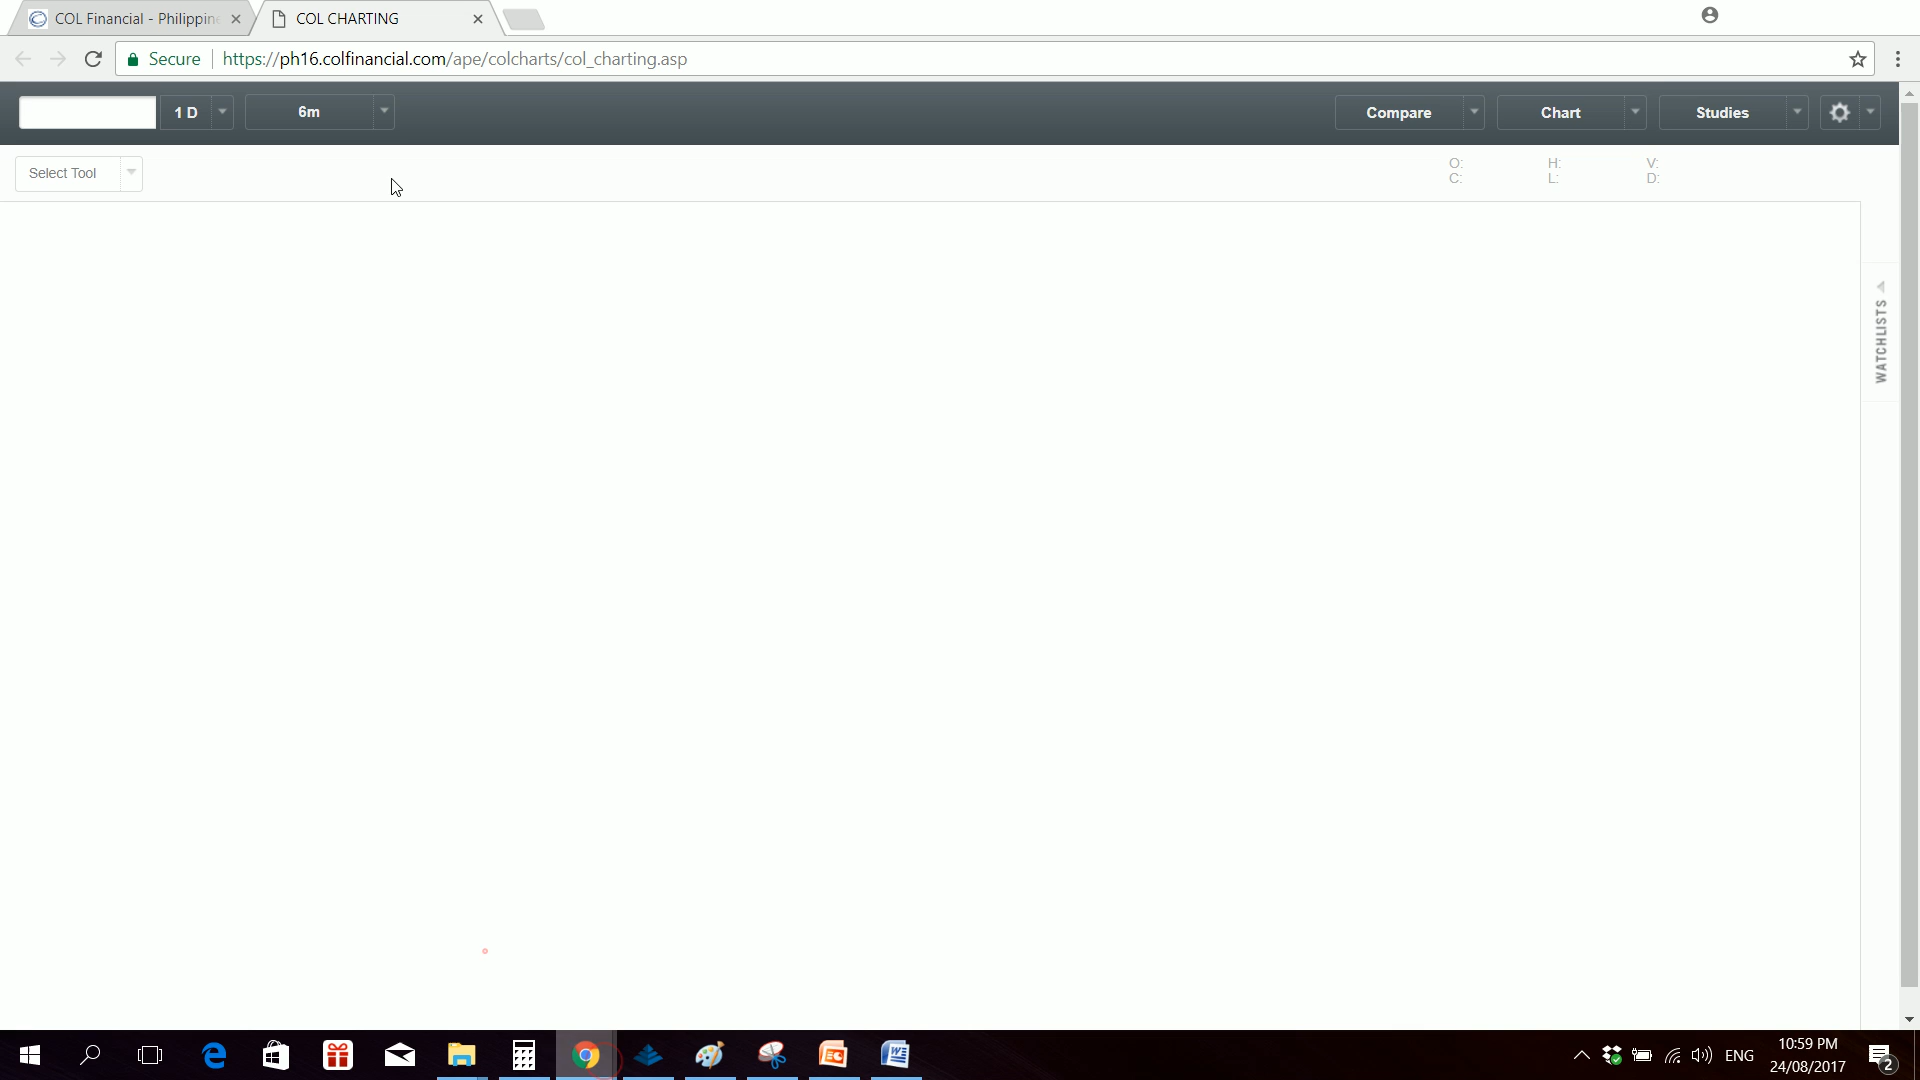 COL Financial - Philippine
COL CHARTING
Secure
https://ph16.colfinancial.com/ape/colcharts/col_charting.asp
1 D
6m
Compare
Chart
Studies
Select Tool
O:
H:
V:
C:
L:
D:
WATCHLISTS
ENG
10:59 PM
24/08/2017
2